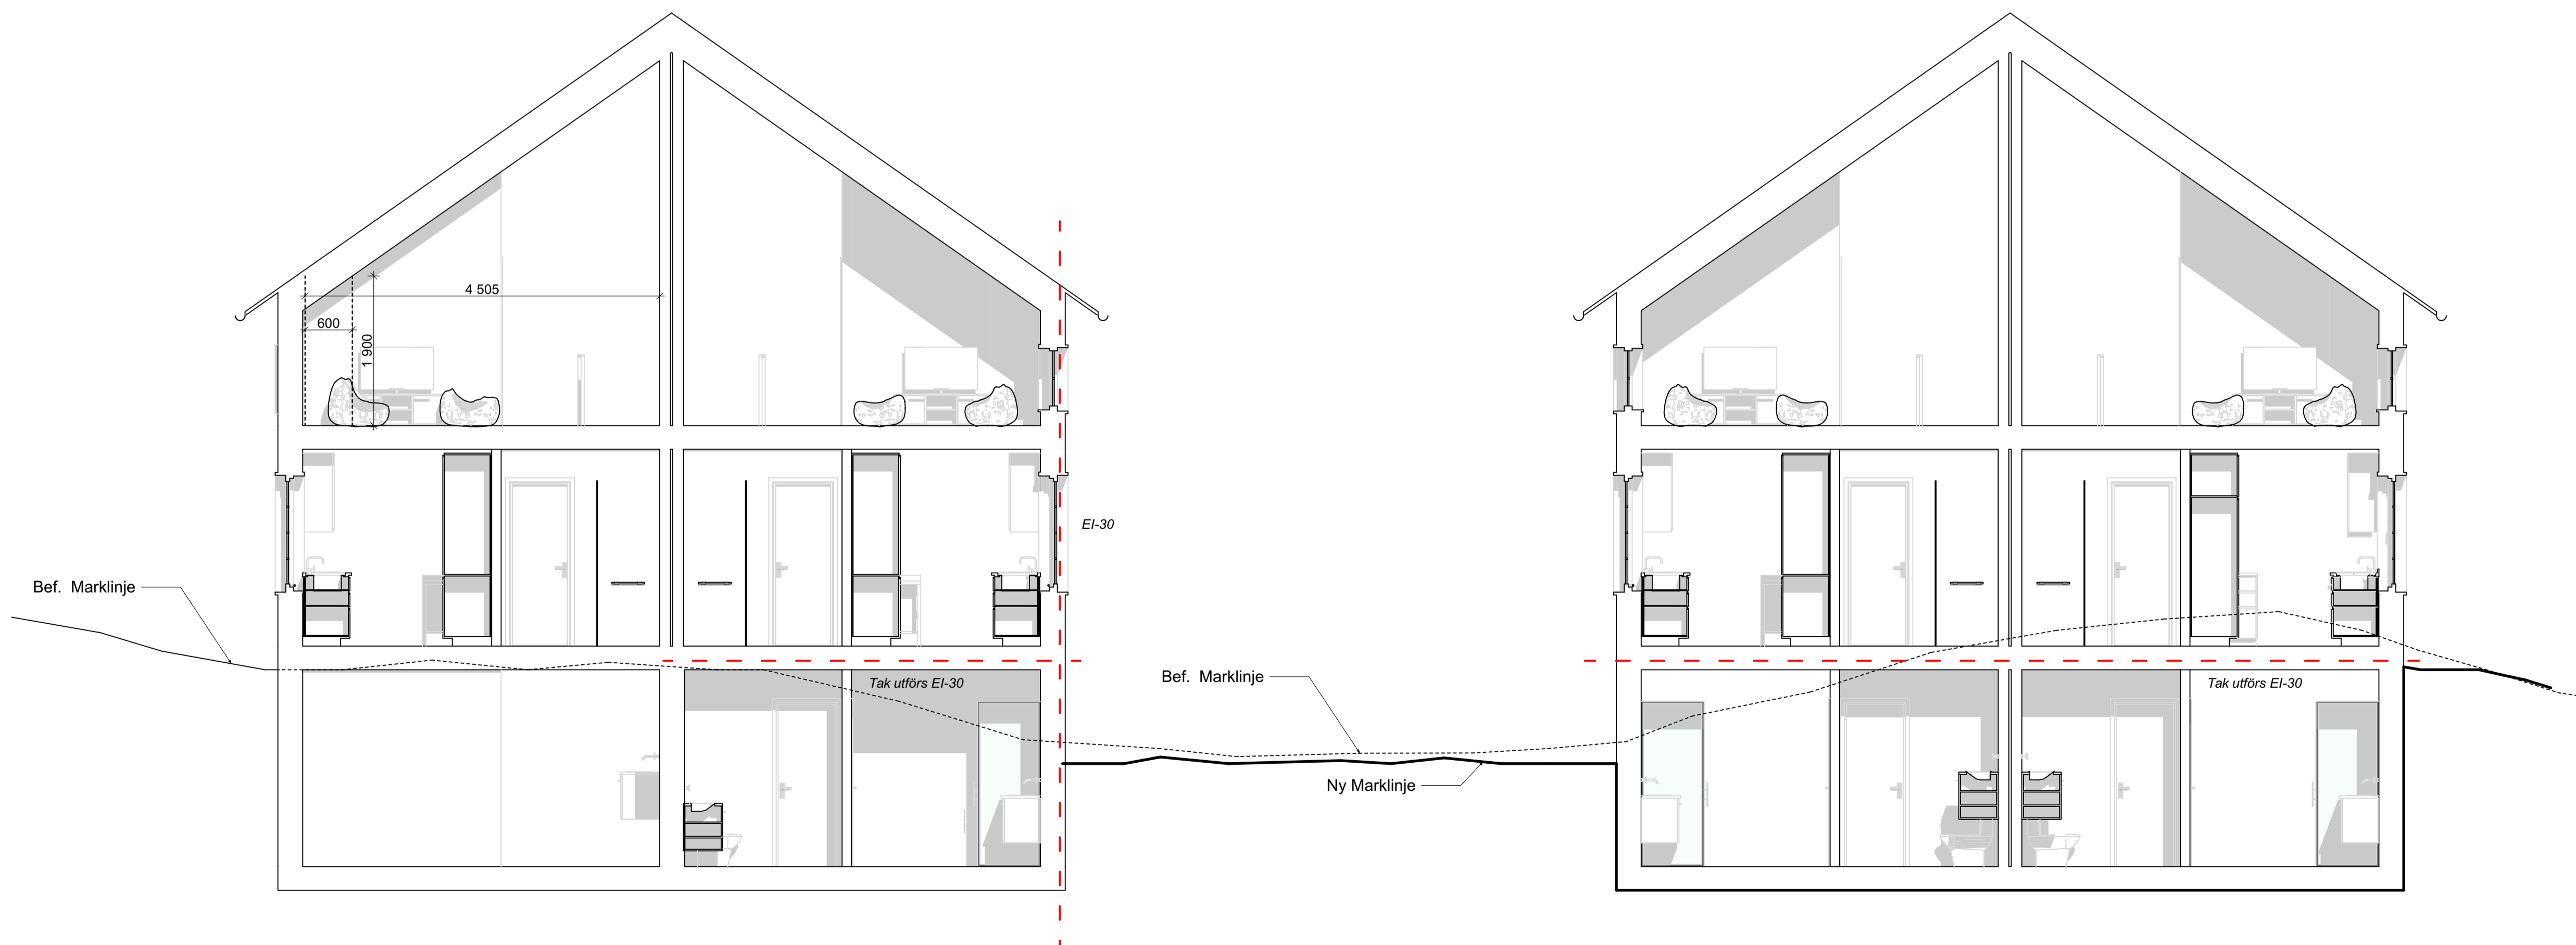 4 505
600
1 900
EI-30
Bef. Marklinje
Bef. Marklinje
Tak utförs EI-30
Tak utförs EI-30
Ny Marklinje